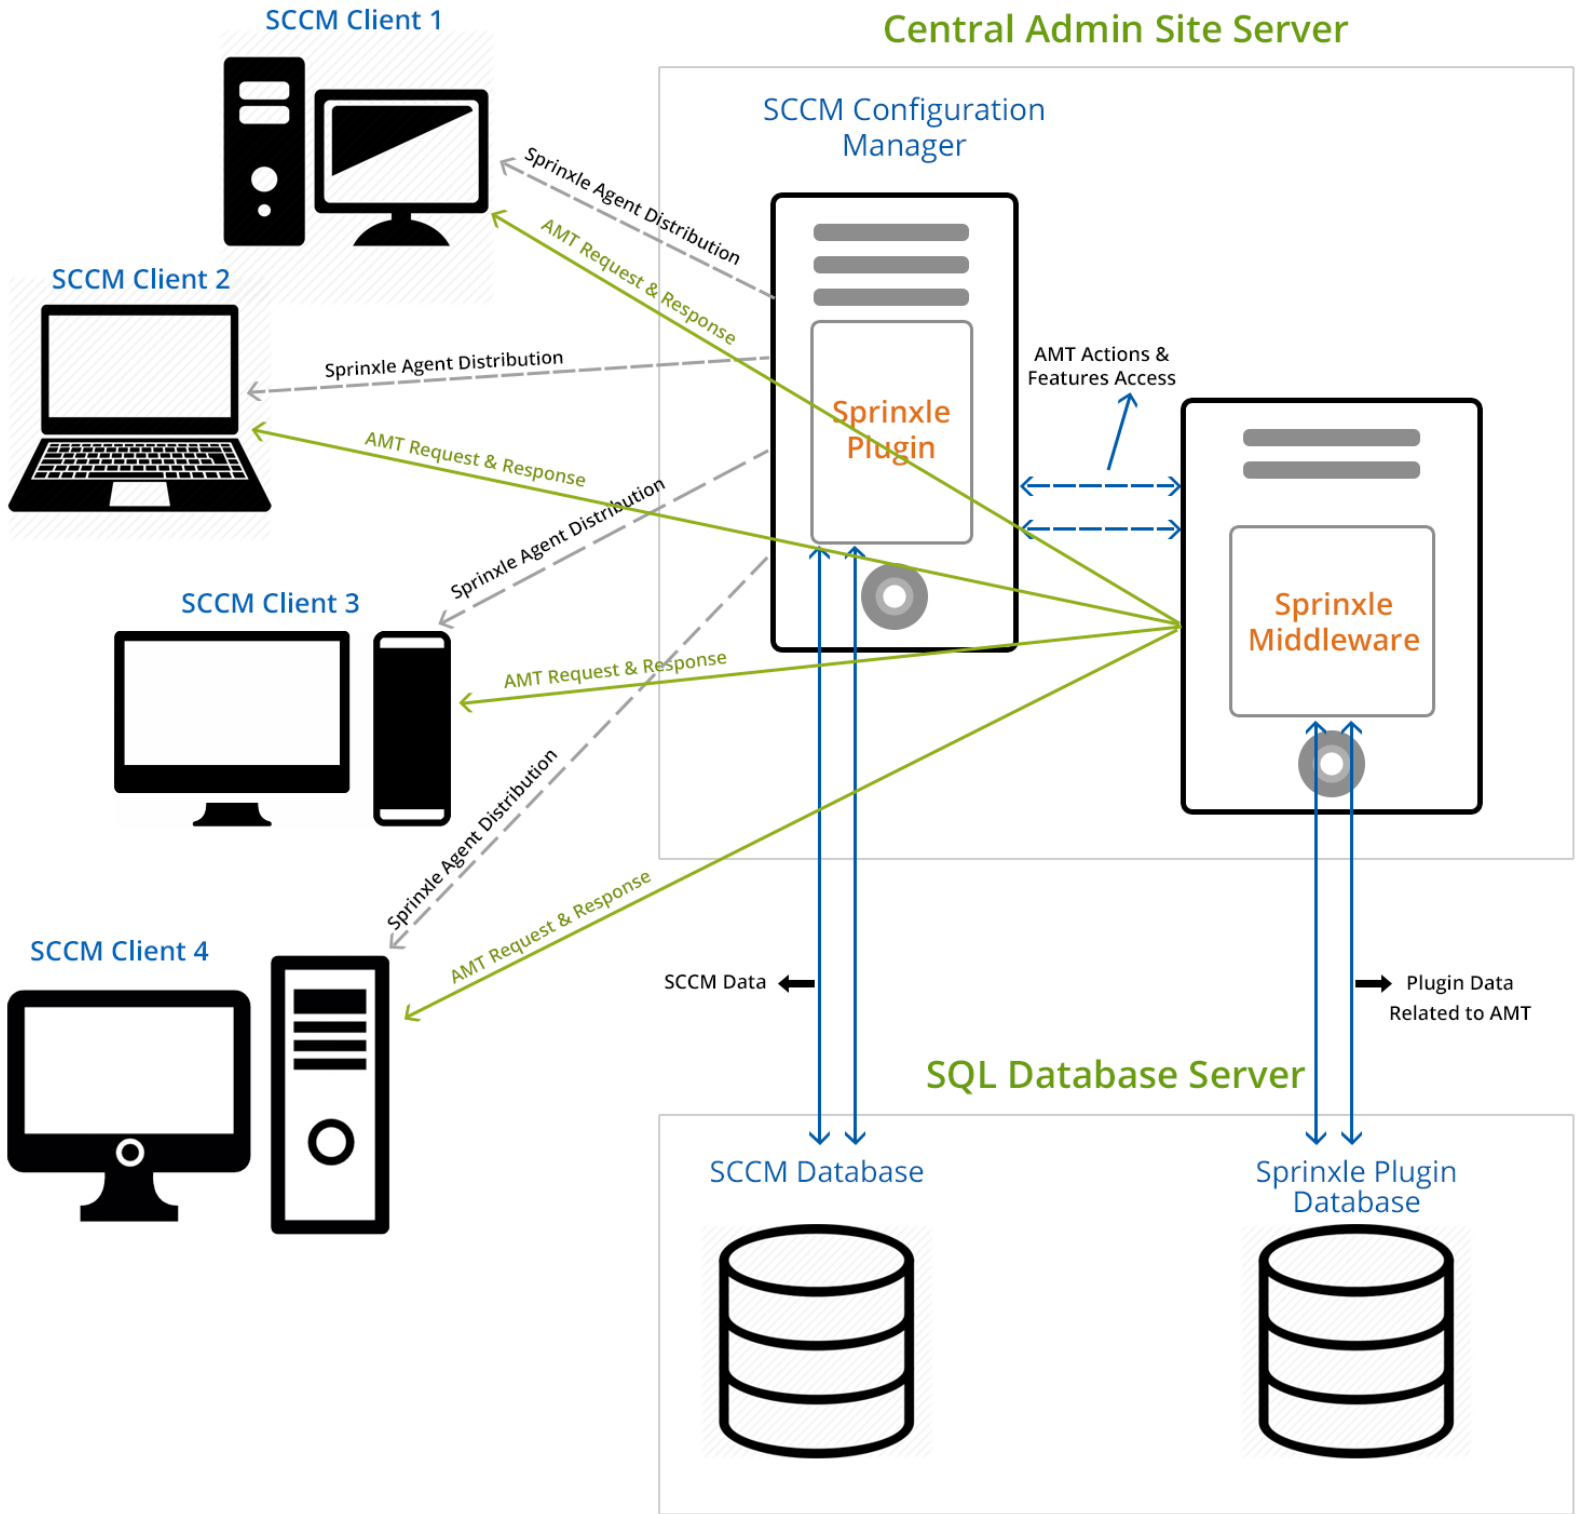 SCCM Client 1
Central Admin Site Server
SCCM Configuration
Manager
Sprinxle Agent Distribution
AMT Request & Response
SCCM Client 2
Sprinxle Agent Distribution
AMT Request & Response
AMT Actions &
Features Access
Sprinxle
Plugin
Sprinxle Agent Distribution
SCCM Client 3
AMT Request & Response
Sprinxle
Middleware
Sprinxle Agent Distribution
AMT Request & Response
SCCM Client 4
SCCM Data
Plugin Data
Related to AMT
SQL Database Server
SCCM Database
Sprinxle Plugin
Database